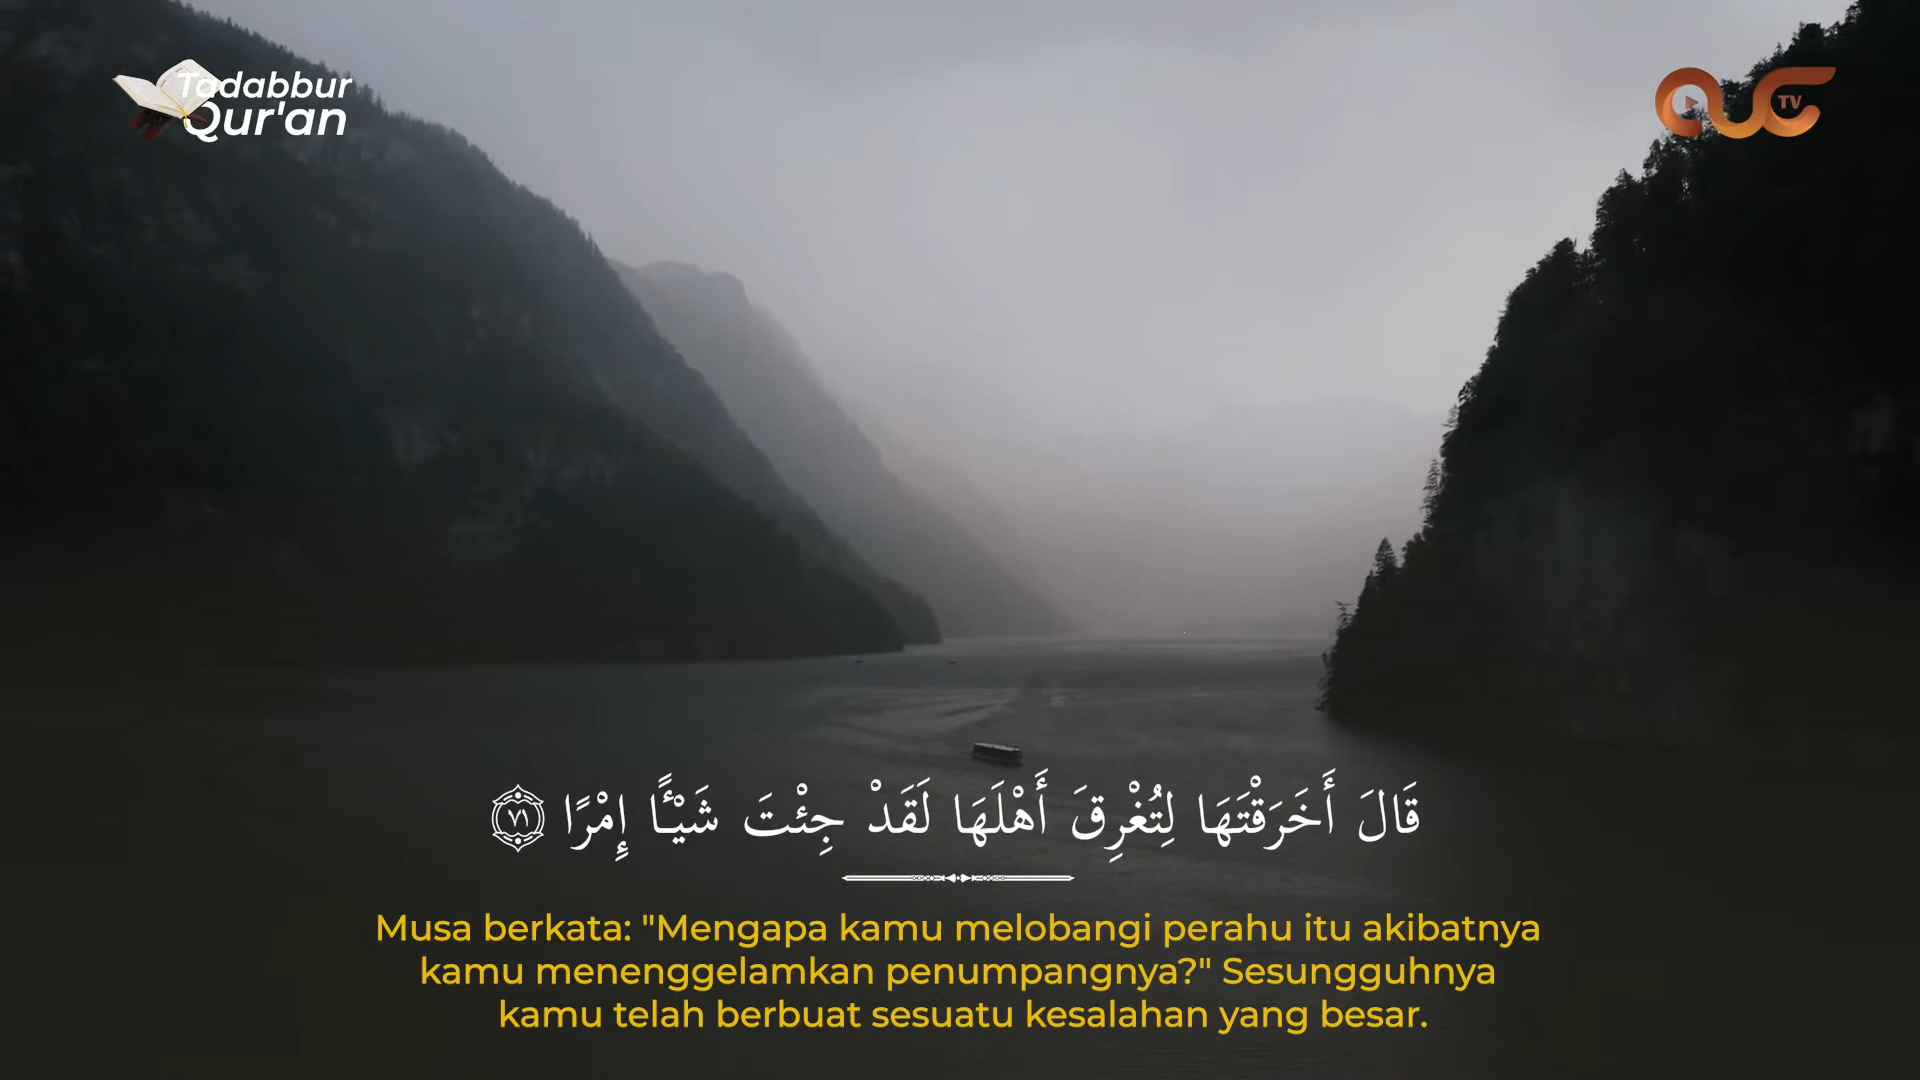 Tadabbur
Qur'an
TV
قَالَ أَخَرَقْتَهَا لِتُغْرِقَ أَهْلَهَا لَقَدْ جِئْتَ شَيْـًٔا إِمْرًا ٧١
Musa berkata: "Mengapa kamu melobangi perahu itu akibatnya
kamu menenggelamkan penumpangnya?" Sesungguhnya
kamu telah berbuat sesuatu kesalahan yang besar.